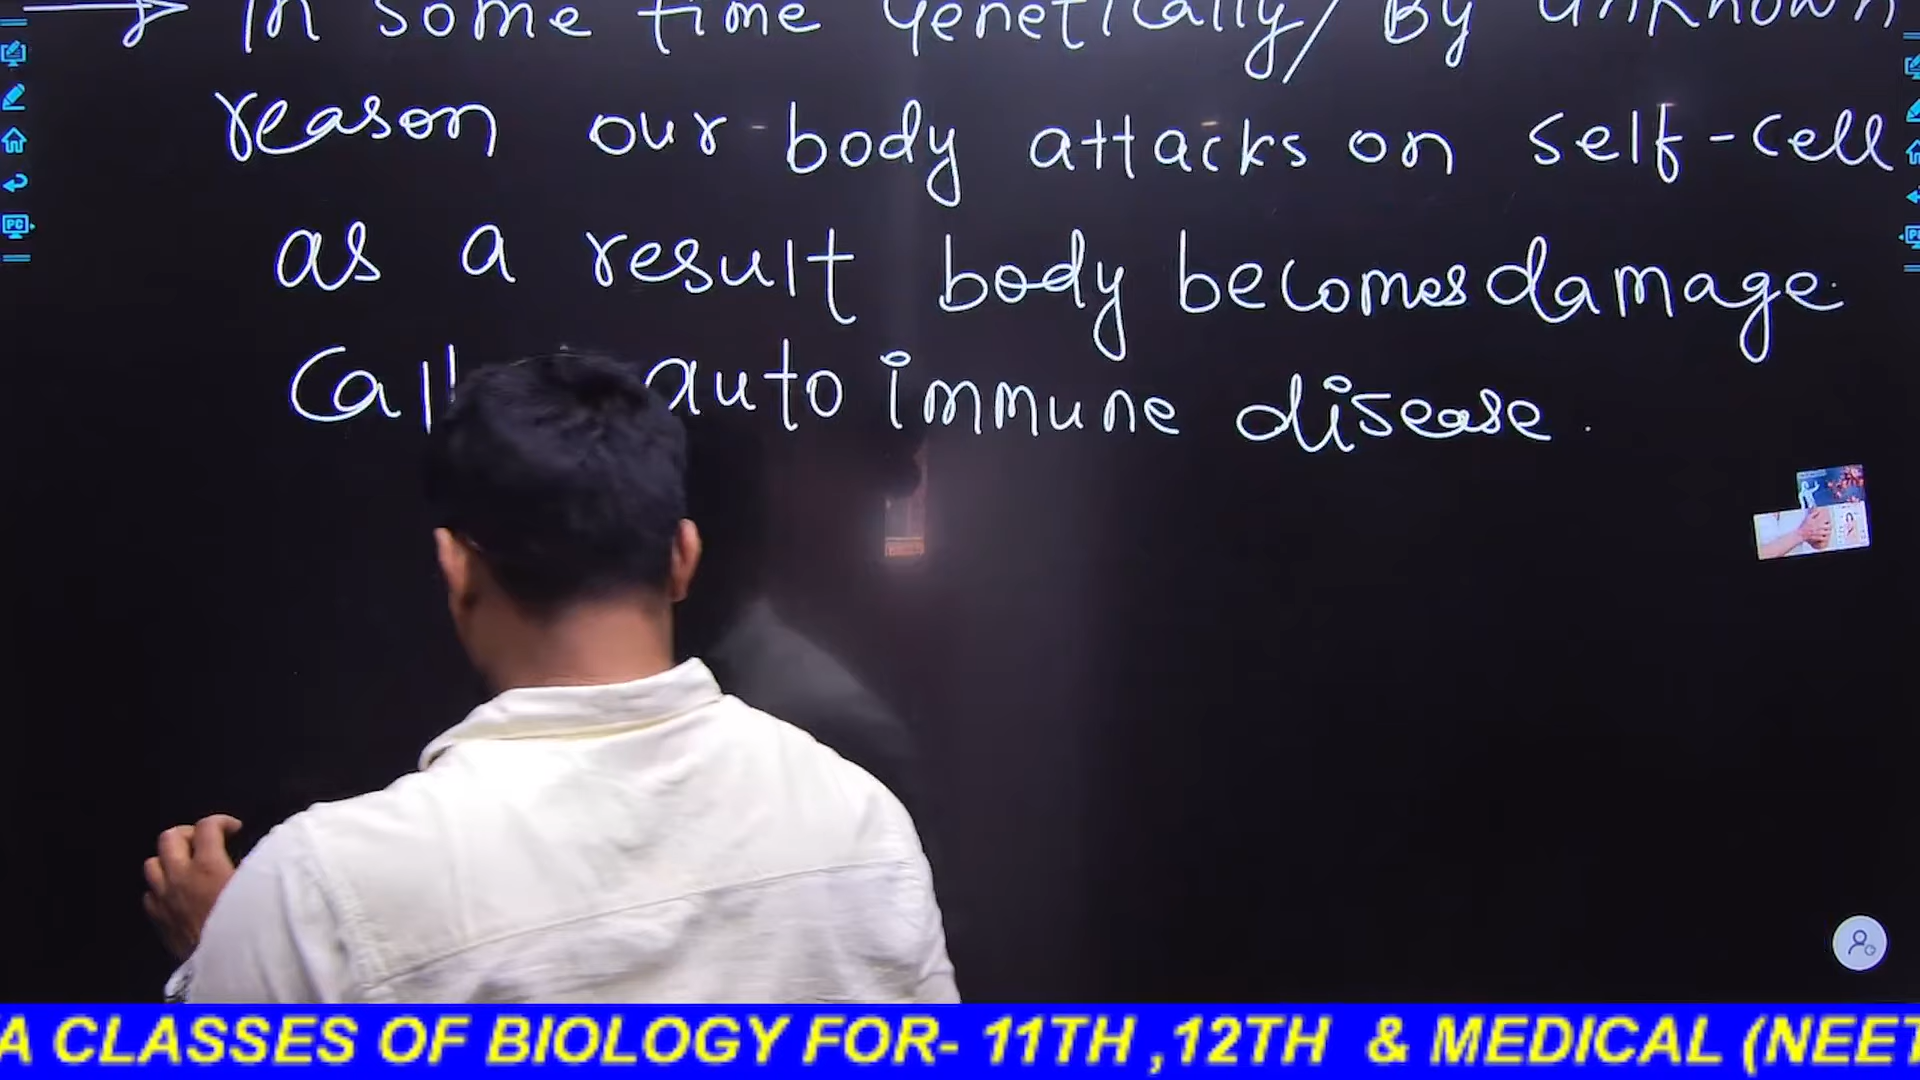 In some time Genetically/By unknown
reason our body attacks on self-cell
as a result body becomes damage.
Call auto immune disease.
A CLASSES OF BIOLOGY FOR- 11TH ,12TH & MEDICAL (NEET